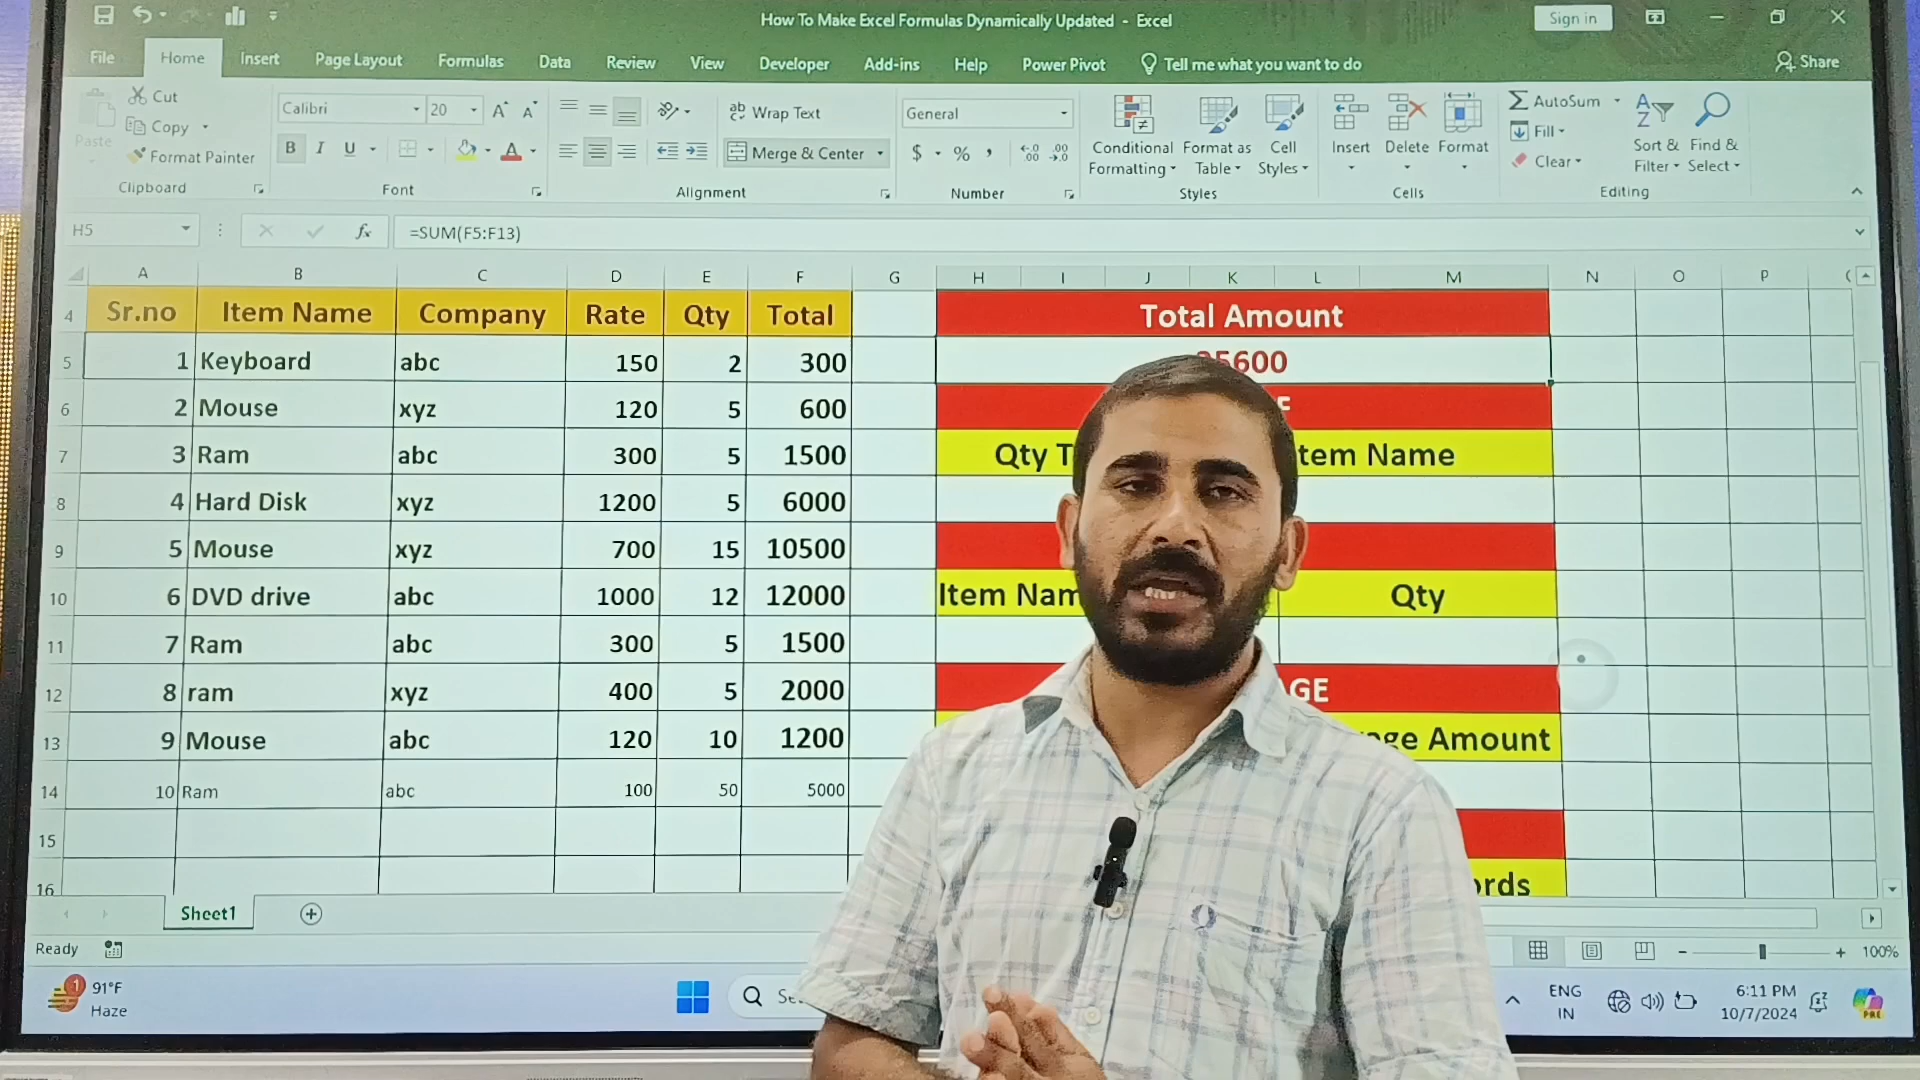 How To Make Excel Formulas Dynamically Updated - Excel
Sign in
File Home Insert Page Layout Formulas Data Review View Developer Add-ins Help Power Pivot Tell me what you want to do Share
Paste
Cut
Copy
Format Painter
Clipboard
Calibri 20
B I U
Font
Wrap Text
Merge & Center
Alignment
General
$ % ,
Number
Conditional Formatting
Format as Table
Cell Styles
Styles
Insert Delete Format
Cells
AutoSum
Fill
Clear
Sort & Filter
Find & Select
Editing
H5 fx =SUM(F5:F13)
A B C D E F G H I J K L M N O P
4 Sr.no Item Name Company Rate Qty Total Total Amount
5 1 Keyboard abc 150 2 300 5600
6 2 Mouse xyz 120 5 600
7 3 Ram abc 300 5 1500 Qty Item Name
8 4 Hard Disk xyz 1200 5 6000
9 5 Mouse xyz 700 15 10500
10 6 DVD drive abc 1000 12 12000 Item Nam Qty
11 7 Ram abc 300 5 1500
12 8 ram xyz 400 5 2000 AGE
13 9 Mouse abc 120 10 1200 age Amount
14 10 Ram abc 100 50 5000
15
16 ords
Sheet1
Ready 100%
1 91°F
Haze
ENG
IN
6:11 PM
10/7/2024
PRE